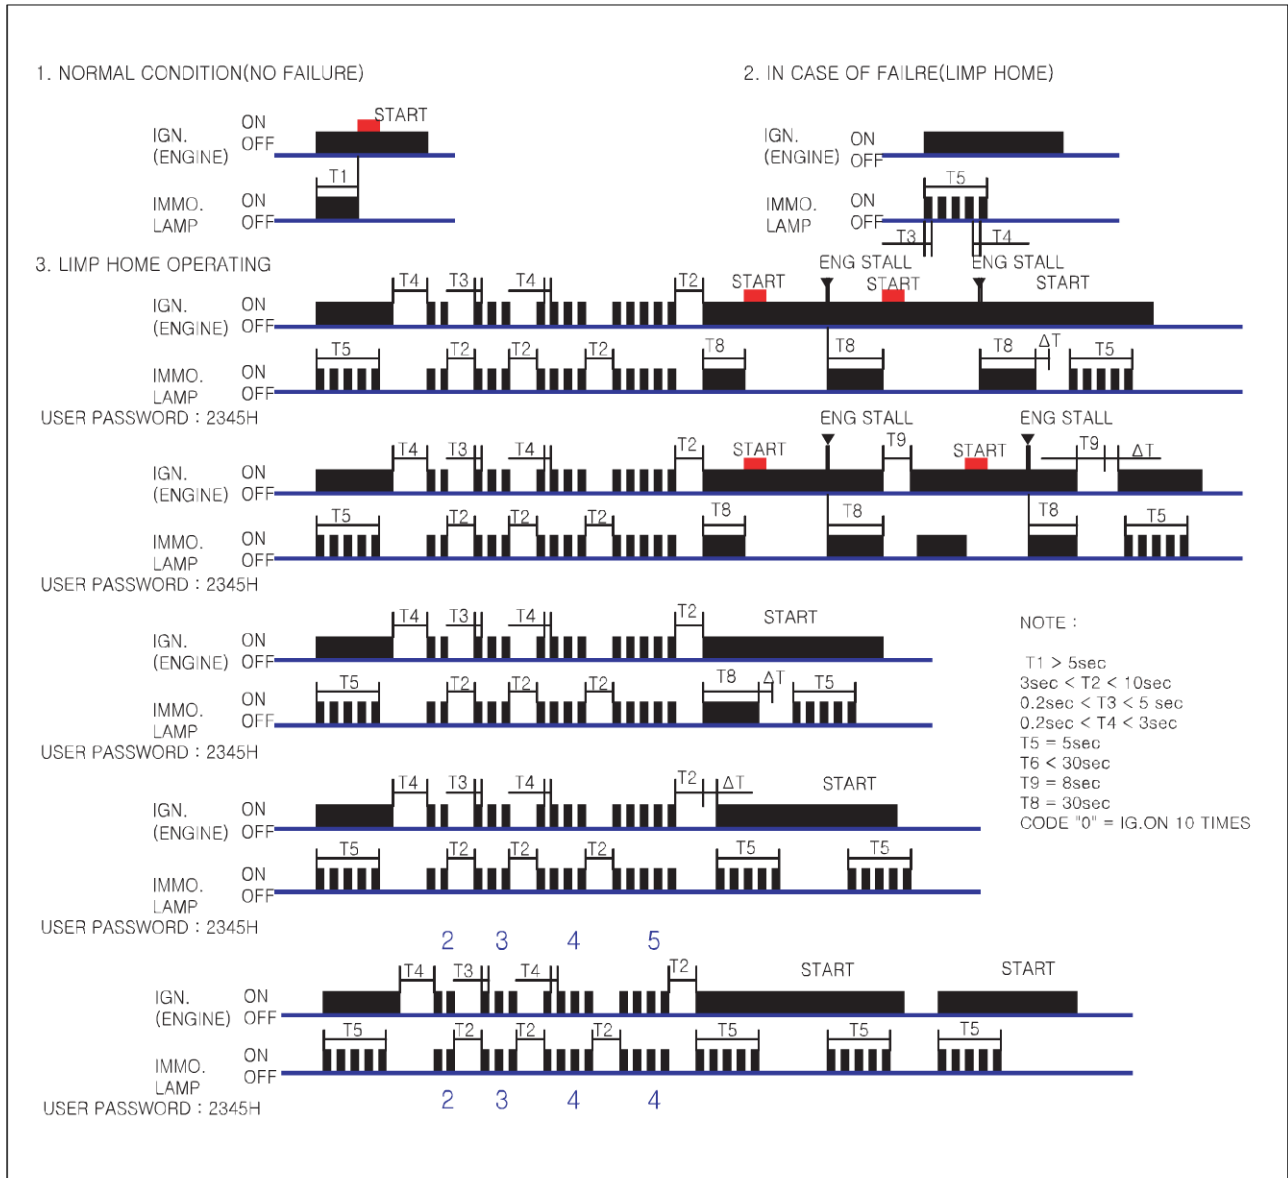 1. NORMAL CONDITION(NO FAILURE)
2. IN CASE OF FAILRE(LIMP HOME)
START
IGN. ON
(ENGINE) OFF
T1
IMMO. ON
LAMP OFF
IGN. ON
(ENGINE) OFF
T5
IMMO. ON
LAMP OFF
T3 T4
3. LIMP HOME OPERATING
ENG STALL ENG STALL
T4 T3 T4 T2 START START START
IGN. ON
(ENGINE) OFF
T5 T2 T2 T2 T8 T8 T8 ΔT T5
IMMO. ON
LAMP OFF
USER PASSWORD : 2345H
ENG STALL ENG STALL
T4 T3 T4 T2 START T9 START T9 ΔT
IGN. ON
(ENGINE) OFF
T5 T2 T2 T2 T8 T8 T8 T5
IMMO. ON
LAMP OFF
USER PASSWORD : 2345H
T4 T3 T4 T2 START
IGN. ON
(ENGINE) OFF
T5 T2 T2 T2 T8 ΔT T5
IMMO. ON
LAMP OFF
USER PASSWORD : 2345H
NOTE :
T1 > 5sec
3sec < T2 < 10sec
0.2sec < T3 < 5 sec
0.2sec < T4 < 3sec
T5 = 5sec
T6 < 30sec
T9 = 8sec
T8 = 30sec
CODE "0" = IG.ON 10 TIMES
T4 T3 T4 T2 ΔT START
IGN. ON
(ENGINE) OFF
T5 T2 T2 T2 T5 T5
IMMO. ON
LAMP OFF
USER PASSWORD : 2345H
2 3 4 5
T4 T3 T4 T2 START START
IGN. ON
(ENGINE) OFF
T5 T2 T2 T2 T5 T5 T5
IMMO. ON
LAMP OFF
2 3 4 4
USER PASSWORD : 2345H